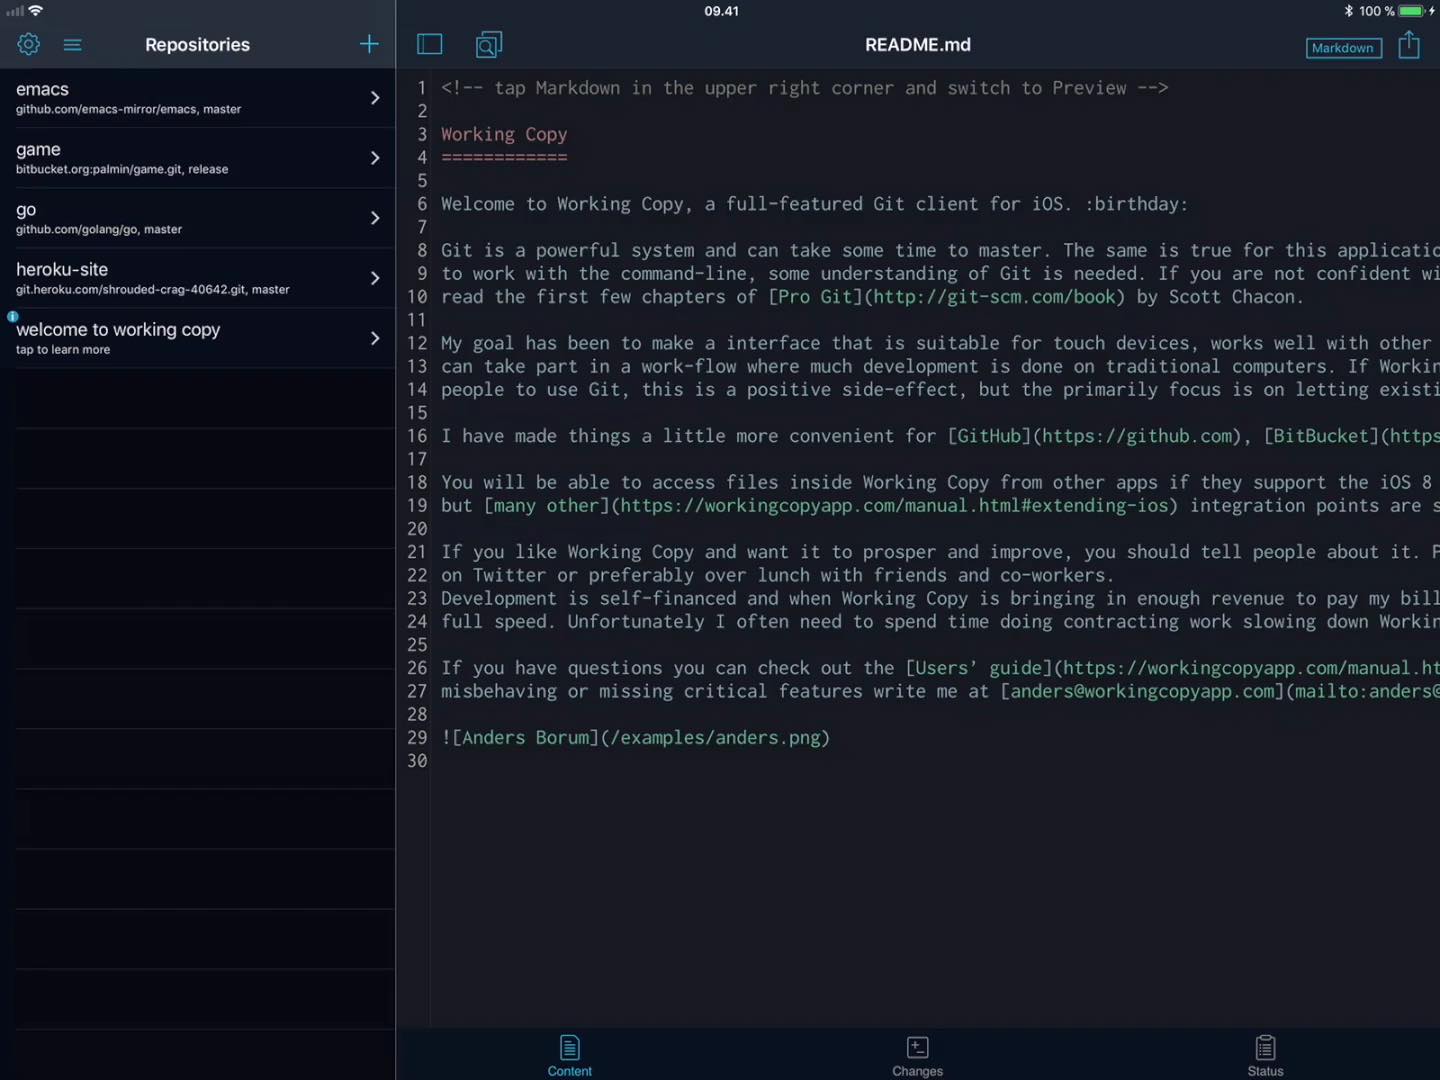 09.41
100 %
Repositories
README.md
Markdown
emacs
github.com/emacs-mirror/emacs, master
game
bitbucket.org:palmin/game.git, release
go
github.com/golang/go, master
heroku-site
git.heroku.com/shrouded-crag-40642.git, master
welcome to working copy
tap to learn more
1 <!-- tap Markdown in the upper right corner and switch to Preview -->
2
3 Working Copy
4 ============
5
6 Welcome to Working Copy, a full-featured Git client for iOS. :birthday:
7
8 Git is a powerful system and can take some time to master. The same is true for this applicatio
9 to work with the command-line, some understanding of Git is needed. If you are not confident wi
10 read the first few chapters of [Pro Git](http://git-scm.com/book) by Scott Chacon.
11
12 My goal has been to make a interface that is suitable for touch devices, works well with other
13 can take part in a work-flow where much development is done on traditional computers. If Workin
14 people to use Git, this is a positive side-effect, but the primarily focus is on letting existi
15
16 I have made things a little more convenient for [GitHub](https://github.com), [BitBucket](https
17
18 You will be able to access files inside Working Copy from other apps if they support the iOS 8
19 but [many other](https://workingcopyapp.com/manual.html#extending-ios) integration points are s
20
21 If you like Working Copy and want it to prosper and improve, you should tell people about it. P
22 on Twitter or preferably over lunch with friends and co-workers.
23 Development is self-financed and when Working Copy is bringing in enough revenue to pay my bill
24 full speed. Unfortunately I often need to spend time doing contracting work slowing down Workin
25
26 If you have questions you can check out the [Users’ guide](https://workingcopyapp.com/manual.ht
27 misbehaving or missing critical features write me at [anders@workingcopyapp.com](mailto:anders@
28
29 ![Anders Borum](/examples/anders.png)
30
Content
Changes
Status